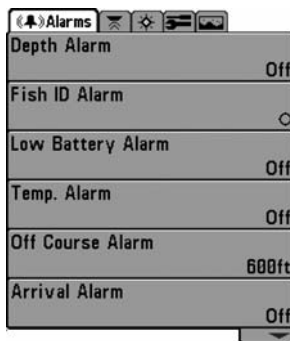 Alarms
Depth Alarm
Off
Fish ID Alarm
Low Battery Alarm
Off
Temp. Alarm
Off
Off Course Alarm
600ft
Arrival Alarm
Off